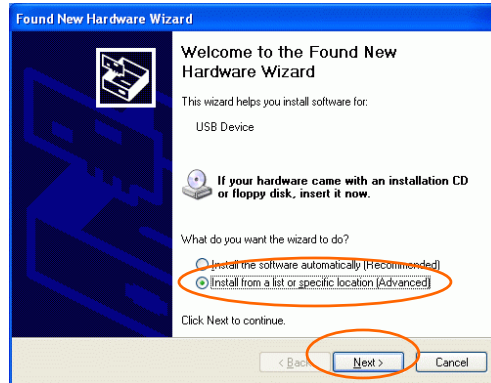 Found New Hardware Wizard
Welcome to the Found New
Hardware Wizard
This wizard helps you install software for:
USB Device
If your hardware came with an installation CD
or floppy disk, insert it now.
What do you want the wizard to do?
Install the software automatically (Recommended)
Install from a list or specific location (Advanced)
Click Next to continue.
< Back
Next >
Cancel